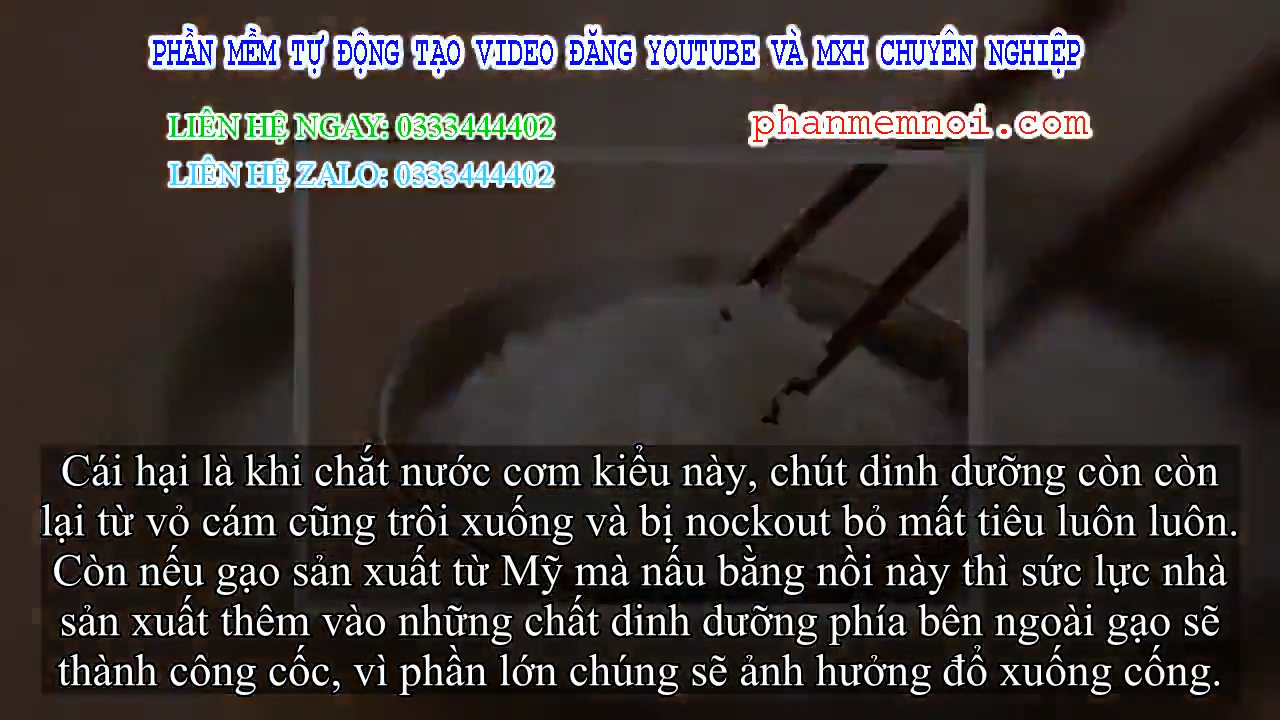 PHẦN MỀM TỰ ĐỘNG TẠO VIDEO ĐĂNG YOUTUBE VÀ MXH CHUYÊN NGHIỆP
LIÊN HỆ NGAY: 0333444402
phanmemnoi.com
LIÊN HỆ ZALO: 0333444402
Cái hại là khi chắt nước cơm kiểu này, chút dinh dưỡng còn còn
lại từ vỏ cám cũng trôi xuống và bị nockout bỏ mất tiêu luôn luôn.
Còn nếu gạo sản xuất từ Mỹ mà nấu bằng nồi này thì sức lực nhà
sản xuất thêm vào những chất dinh dưỡng phía bên ngoài gạo sẽ
thành công cốc, vì phần lớn chúng sẽ ảnh hưởng đổ xuống cống.